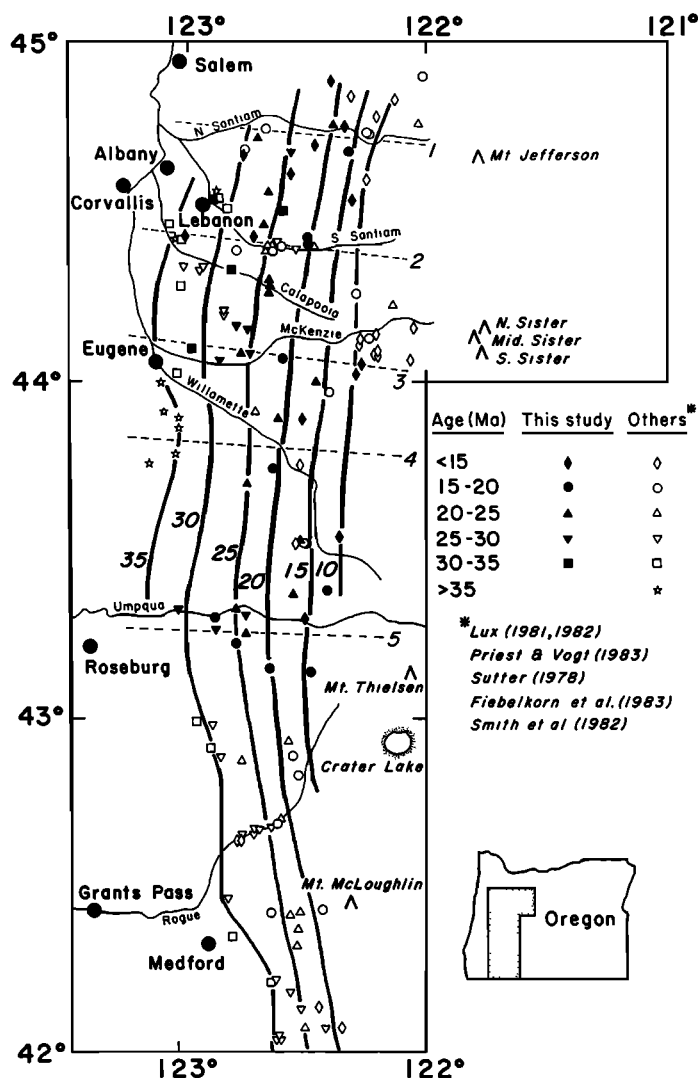 123° 122° 121°
45°
Salem
N Santiam
1
Albany
Mt Jefferson
Corvallis
Lebanon
S. Santiam
2
Calapooia
McKenzie
N. Sister
Mid. Sister
S. Sister
Eugene
3
44°
Willamette
4
Age (Ma) This study Others*
<15
15-20
20-25
25-30
30-35
>35
35 30 25 20 15 10
Umpqua
5
Roseburg
*Lux (1981,1982)
Priest & Vogt (1983)
Sutter (1978)
Fiebelkorn et al. (1983)
Smith et al (1982)
Mt. Thielsen
43°
Crater Lake
Mt. McLoughlin
Grants Pass
Rogue
Medford
Oregon
42°
123° 122°